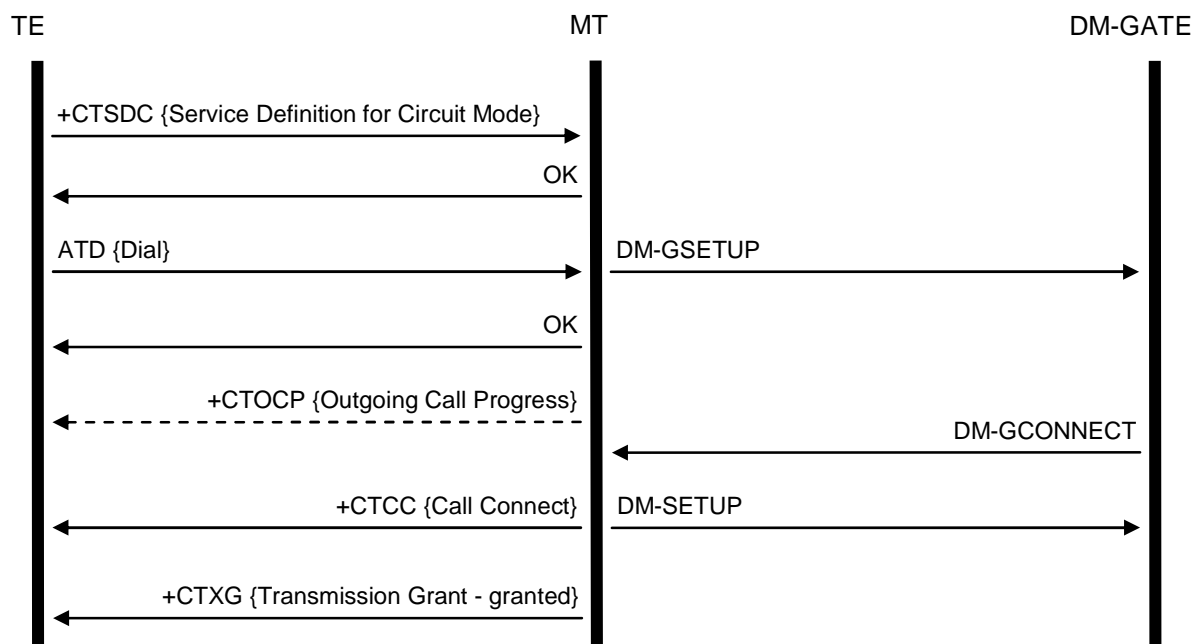 TE
MT
DM-GATE
+CTSDC {Service Definition for Circuit Mode}
OK
ATD {Dial}
DM-GSETUP
OK
+CTOCP {Outgoing Call Progress}
DM-GCONNECT
+CTCC {Call Connect}
DM-SETUP
+CTXG {Transmission Grant - granted}